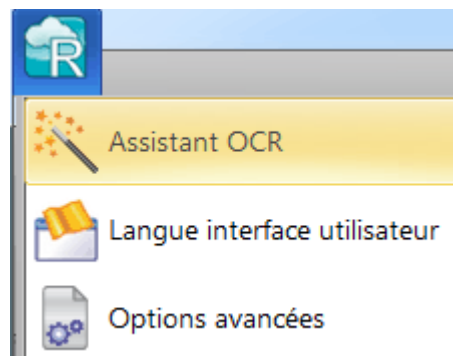 R
Assistant OCR
Langue interface utilisateur
Options avancées